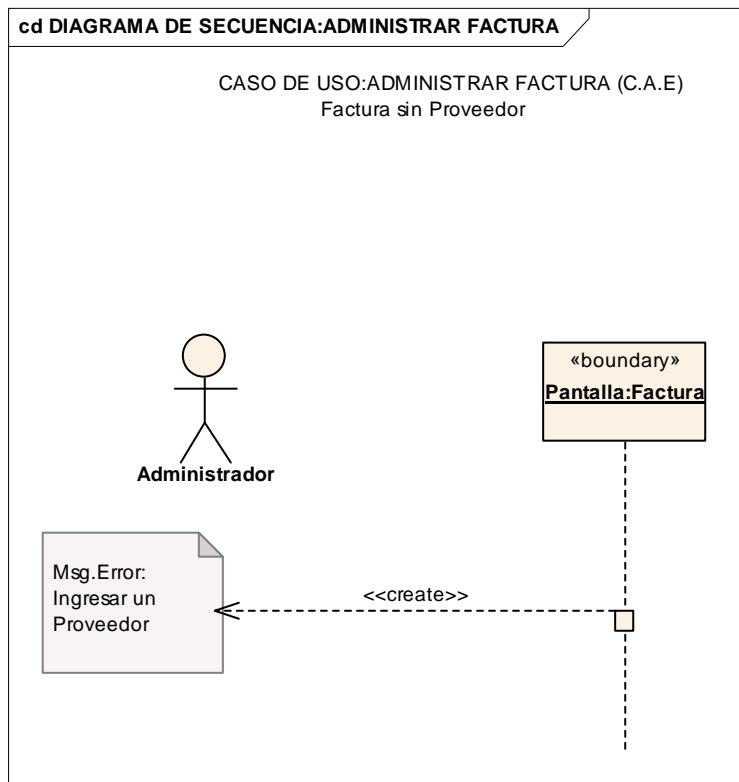 cd DIAGRAMA DE SECUENCIA:ADMINISTRAR FACTURA
CASO DE USO:ADMINISTRAR FACTURA (C.A.E)
Factura sin Proveedor
«boundary»
Pantalla:Factura
Administrador
Msg.Error:
Ingresar un
Proveedor
<<create>>